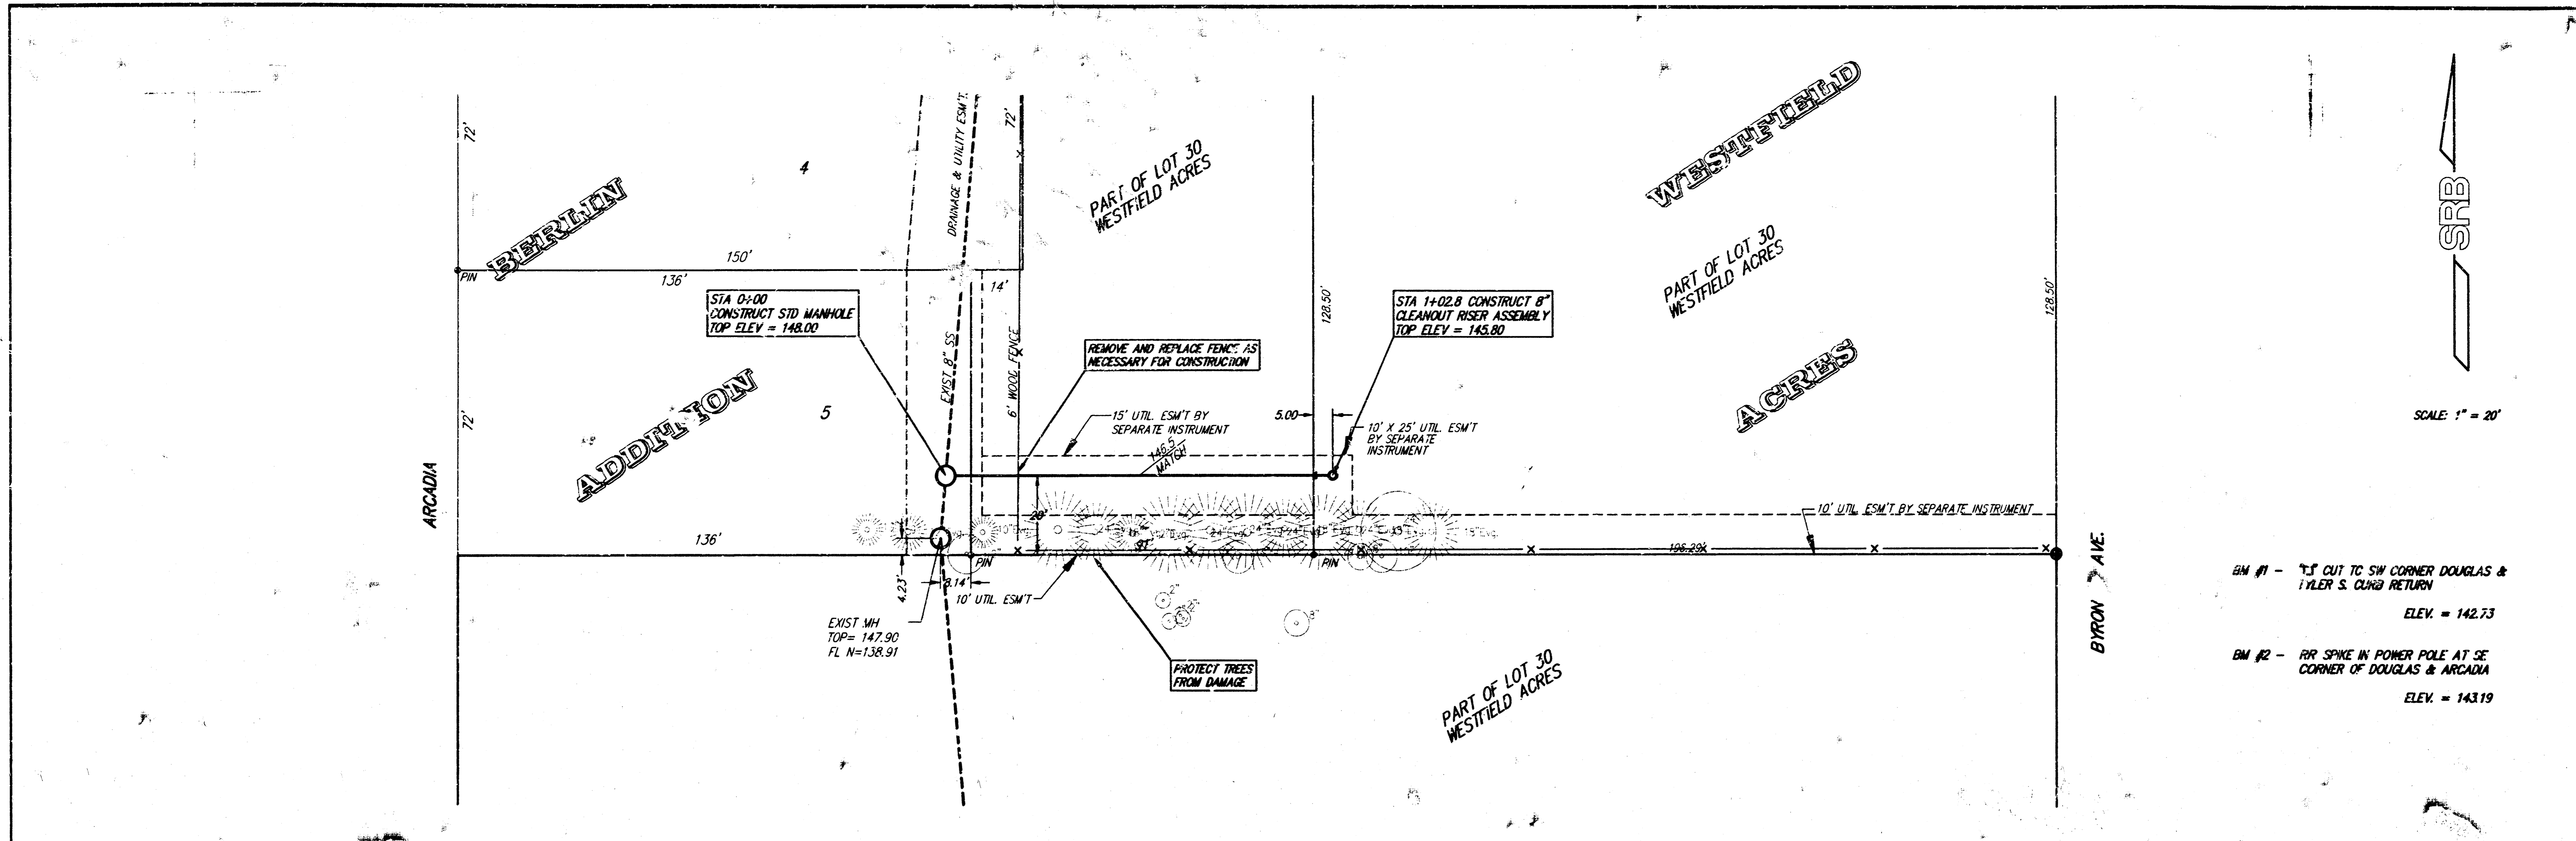 72'
4
BERLIN
DRAINAGE & UTILITY ESM'T.
72'
PART OF LOT 30
WESTFIELD ACRES
WESTFIELD
SRB
PART OF LOT 30
WESTFIELD ACRES
150'
PIN
136'
14'
STA 0+00
CONSTRUCT STD MANHOLE
TOP ELEV = 148.00
128.50'
STA 1+02.8 CONSTRUCT 8"
CLEANOUT RISER ASSEMBLY
TOP ELEV = 145.80
128.50'
EXIST 8" SS
6' WOOD FENCE
REMOVE AND REPLACE FENCE AS
NECESSARY FOR CONSTRUCTION
ACRES
72'
ADDITION
5
15' UTIL. ESM'T BY
SEPARATE INSTRUMENT
5.00
10' X 25' UTIL. ESM'T
BY SEPARATE
INSTRUMENT
SCALE: 1" = 20'
146.5
MATCH
ARCADIA
20'
10' UTIL. ESM'T BY SEPARATE INSTRUMENT
136'
18" Evg.
PIN
PIN
4.23'
8.14'
10' UTIL. ESM'T
2"
8"
BYRON AVE.
EXIST MH
TOP= 147.90
FL N=138.91
PROTECT TREES
FROM DAMAGE
PART OF LOT 30
WESTFIELD ACRES
BM #1 - CUT TC SW CORNER DOUGLAS &
TYLER S. CURB RETURN
ELEV. = 142.73
BM #2 - RR SPIKE IN POWER POLE AT SE
CORNER OF DOUGLAS & ARCADIA
ELEV. = 143.19